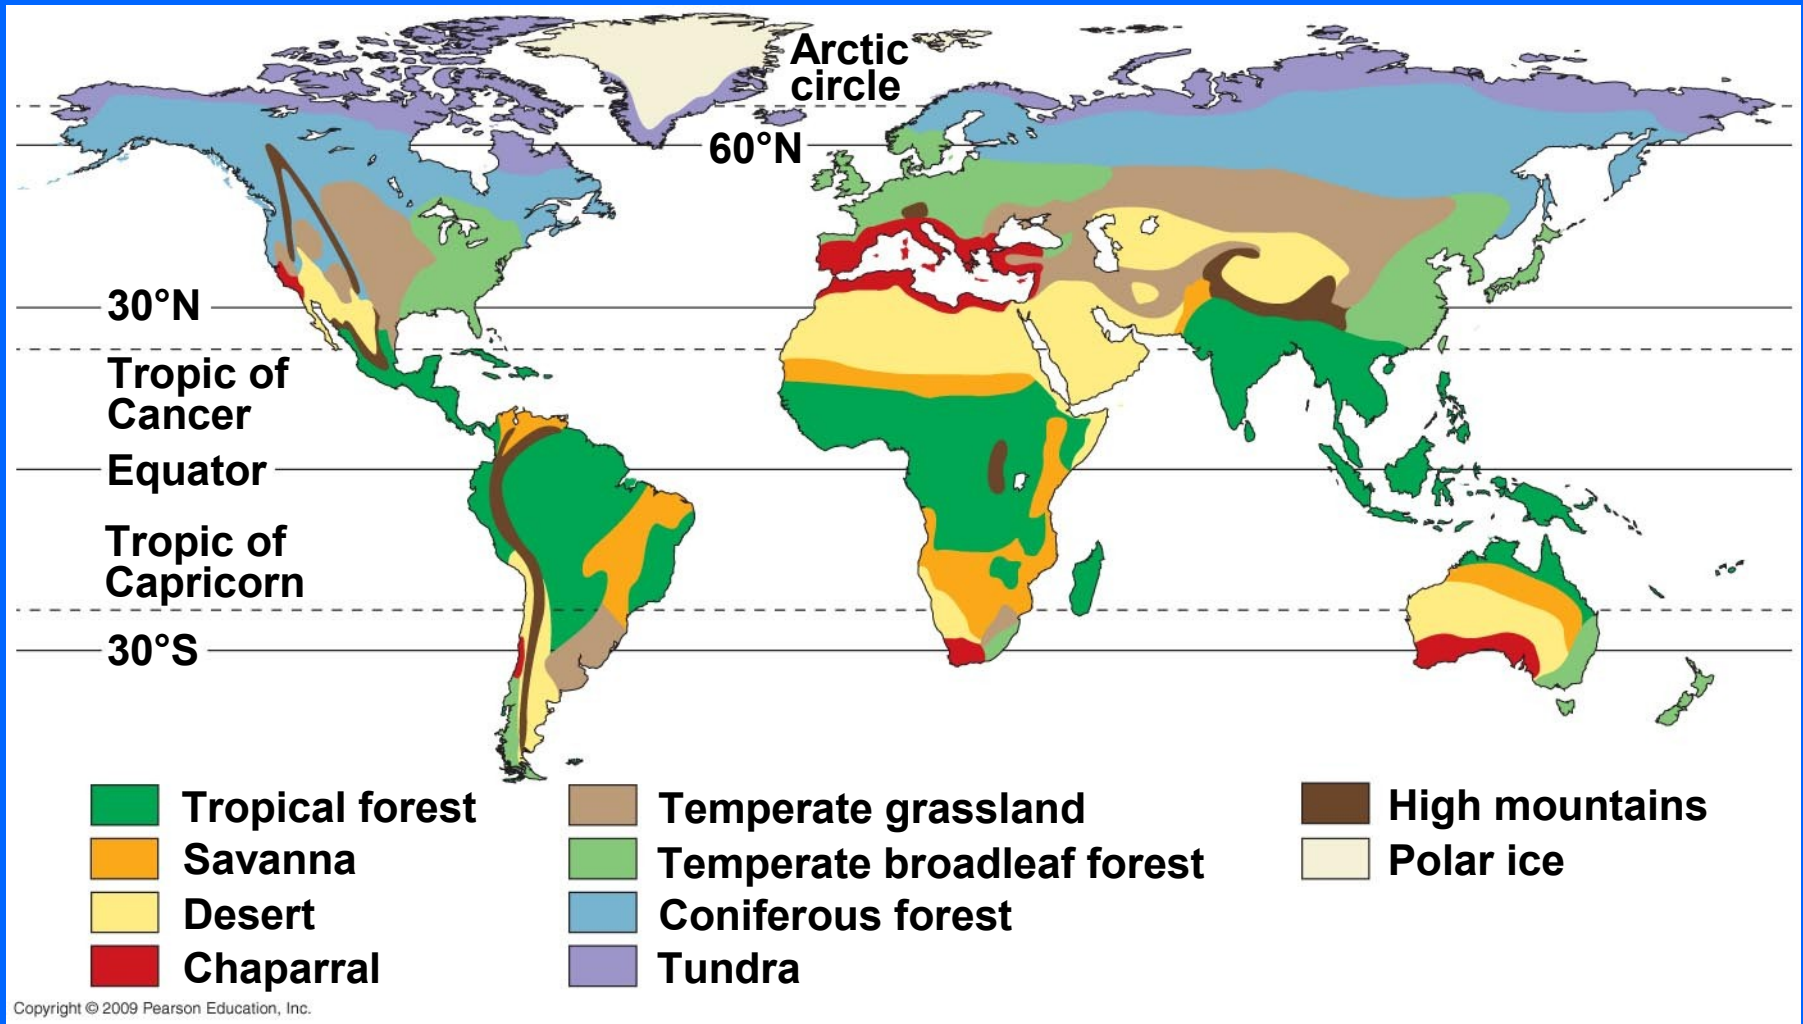 Arctic
circle
60°N
30°N
Tropic of
Cancer
Equator
Tropic of
Capricorn
30°S
Tropical forest
Savanna
Desert
Chaparral
Temperate grassland
Temperate broadleaf forest
Coniferous forest
Tundra
High mountains
Polar ice
Copyright © 2009 Pearson Education, Inc.